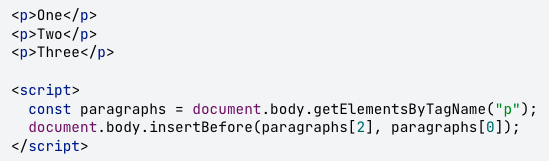 <p>One</p>
<p>Two</p>
<p>Three</p>

<script>
  const paragraphs = document.body.getElementsByTagName("p");
  document.body.insertBefore(paragraphs[2], paragraphs[0]);
</script>